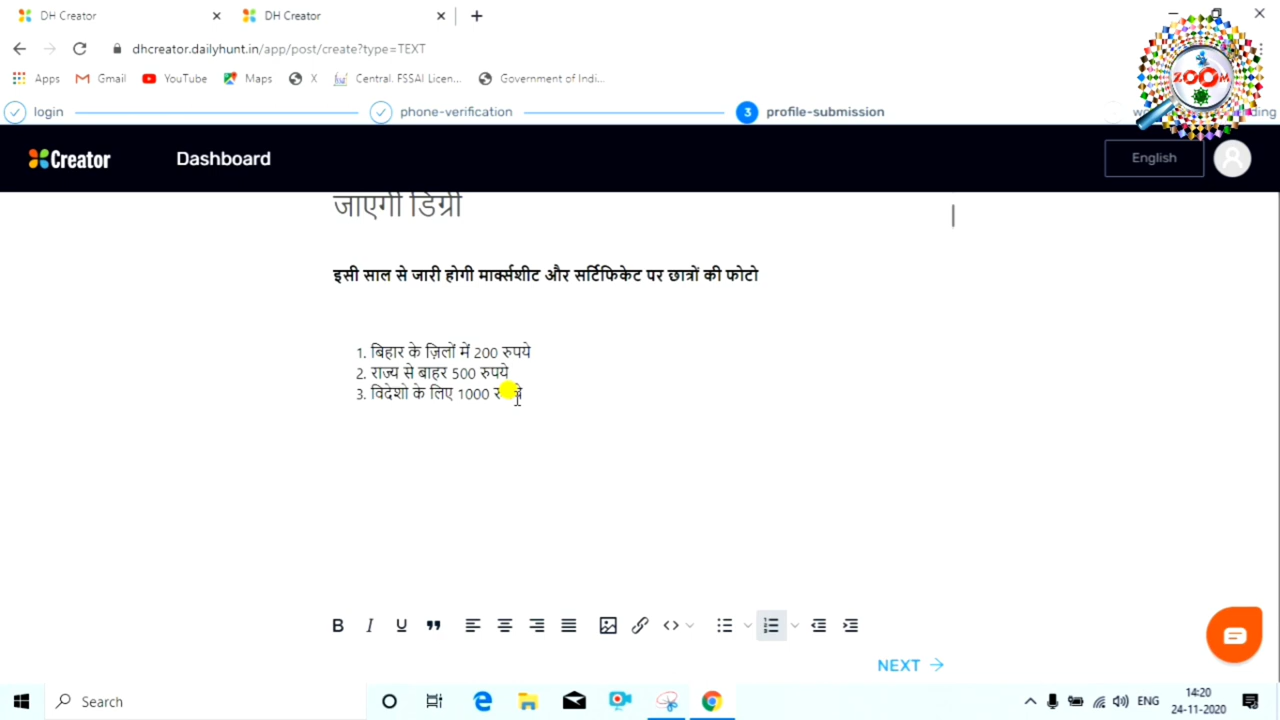 DH Creator
DH Creator
dhcreator.dailyhunt.in/app/post/create?type=TEXT
Apps Gmail YouTube Maps X Central. FSSAI Licen... Government of Indi...
login phone-verification 3 profile-submission
ZOOM
Creator Dashboard English
जाएगी डिग्री
इसी साल से जारी होगी मार्क्सशीट और सर्टिफिकेट पर छात्रों की फोटो
1. बिहार के ज़िलों में 200 रुपये
2. राज्य से बाहर 500 रुपये
3. विदेशो के लिए 1000
B I U
NEXT
Search
ENG
14:20
24-11-2020